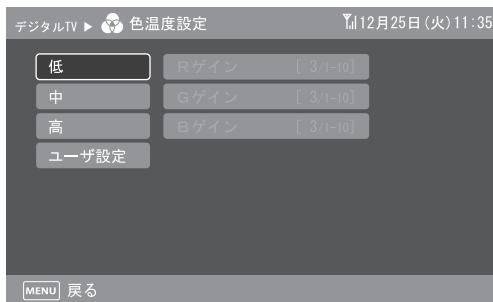 デジタルTV ▶ 色温度設定 12月25日(火)11:35
低 Rゲイン [ 3/1-10]
中 Gゲイン [ 3/1-10]
高 Bゲイン [ 3/1-10]
ユーザ設定
MENU 戻る